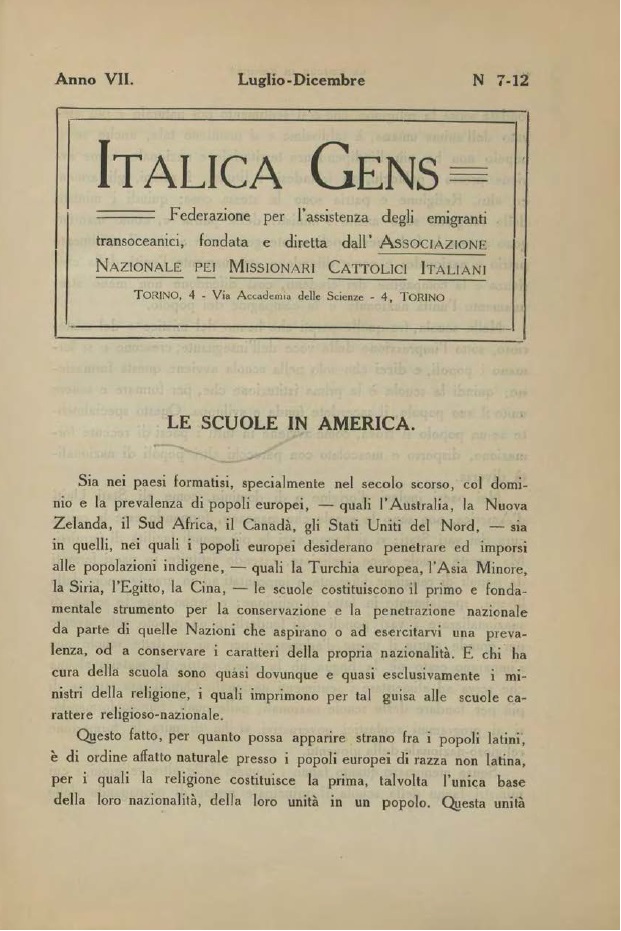 Anno VII. Luglio-Dicembre N 7-12
ITALICA GENS
Federazione per l'assistenza degli emigranti
transoceanici, fondata e diretta dall' ASSOCIAZIONE
NAZIONALE PEI MISSIONARI CATTOLICI ITALIANI
TORINO, 4 - Via Accademia delle Scienze - 4, TORINO
LE SCUOLE IN AMERICA.
Sia nei paesi formatisi, specialmente nel secolo scorso, col domi-
nio e la prevalenza di popoli europei, — quali l'Australia, la Nuova
Zelanda, il Sud Africa, il Canadà, gli Stati Uniti del Nord, — sia
in quelli, nei quali i popoli europei desiderano penetrare ed imporsi
alle popolazioni indigene, — quali la Turchia europea, l'Asia Minore,
la Siria, l'Egitto, la Cina, — le scuole costituiscono il primo e fonda-
mentale strumento per la conservazione e la penetrazione nazionale
da parte di quelle Nazioni che aspirano o ad esercitarvi una preva-
lenza, od a conservare i caratteri della propria nazionalità. E chi ha
cura della scuola sono quasi dovunque e quasi esclusivamente i mi-
nistri della religione, i quali imprimono per tal guisa alle scuole ca-
rattere religioso-nazionale.
Questo fatto, per quanto possa apparire strano fra i popoli latini,
è di ordine affatto naturale presso i popoli europei di razza non latina,
per i quali la religione costituisce la prima, talvolta l'unica base
della loro nazionalità, della loro unità in un popolo. Questa unità